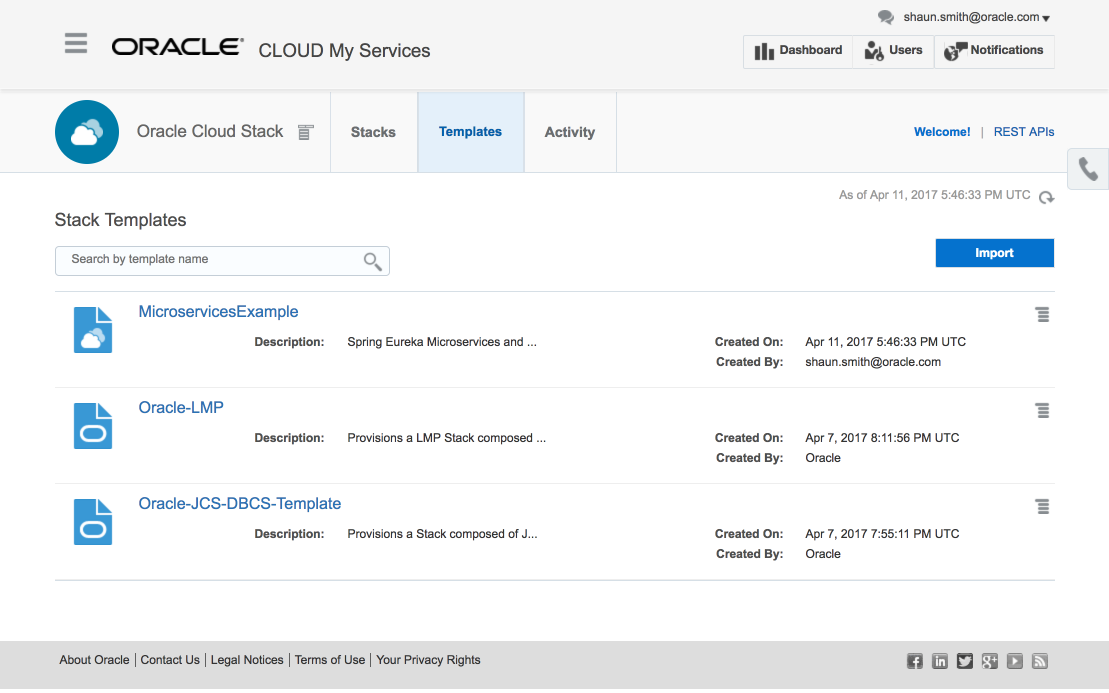 shaun.smith@oracle.com
ORACLE® CLOUD My Services
Dashboard Users Notifications
Oracle Cloud Stack Stacks Templates Activity Welcome! | REST APIs
As of Apr 11, 2017 5:46:33 PM UTC
Stack Templates
Search by template name
Import
MicroservicesExample
Description: Spring Eureka Microservices and ... Created On: Apr 11, 2017 5:46:33 PM UTC
Created By: shaun.smith@oracle.com
Oracle-LMP
Description: Provisions a LMP Stack composed ... Created On: Apr 7, 2017 8:11:56 PM UTC
Created By: Oracle
Oracle-JCS-DBCS-Template
Description: Provisions a Stack composed of J... Created On: Apr 7, 2017 7:55:11 PM UTC
Created By: Oracle
About Oracle | Contact Us | Legal Notices | Terms of Use | Your Privacy Rights